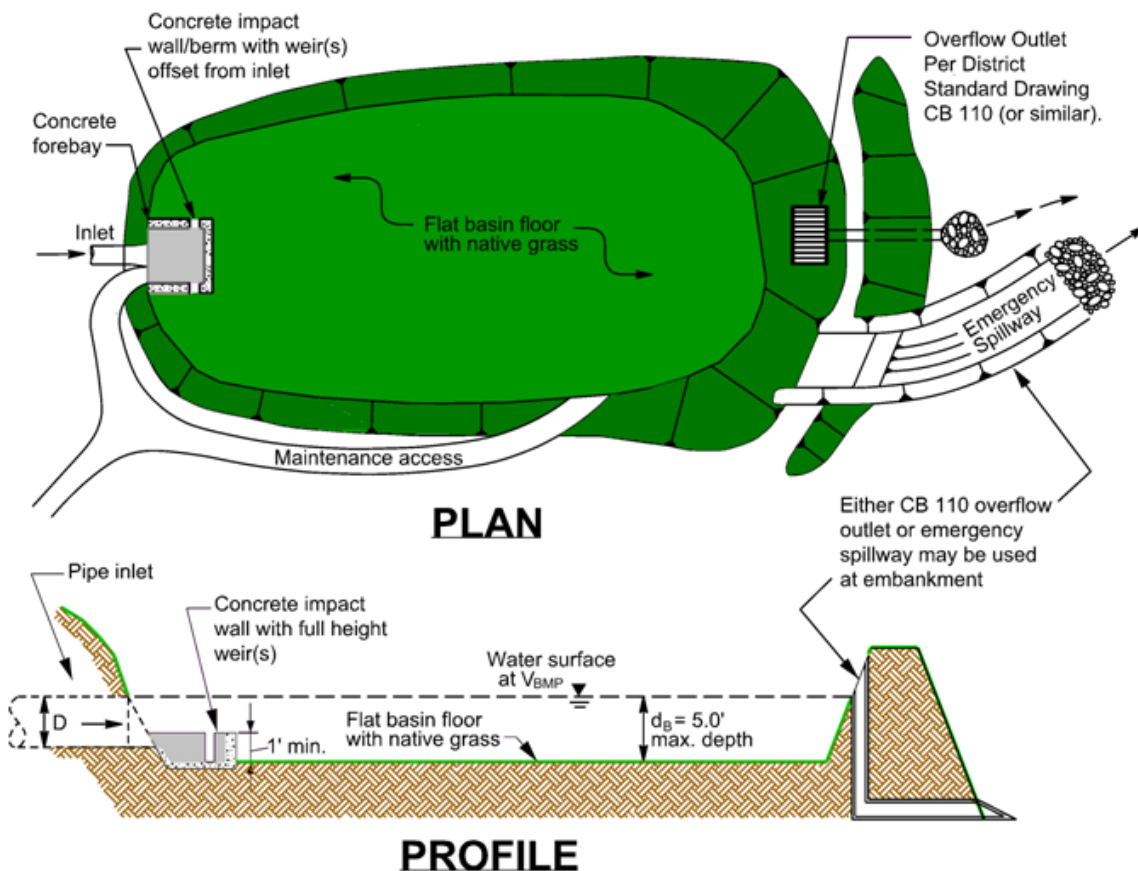 Concrete impact
wall/berm with weir(s)
offset from inlet
Overflow Outlet
Per District
Standard Drawing
CB 110 (or similar).
Concrete
forebay
Inlet
Flat basin floor
with native grass
Emergency
Spillway
Maintenance access
PLAN
Either CB 110 overflow
outlet or emergency
spillway may be used
at embankment
Pipe inlet
Concrete impact
wall with full height
weir(s)
Water surface
at VBMP
D
1' min.
Flat basin floor
with native grass
dB = 5.0'
max. depth
PROFILE